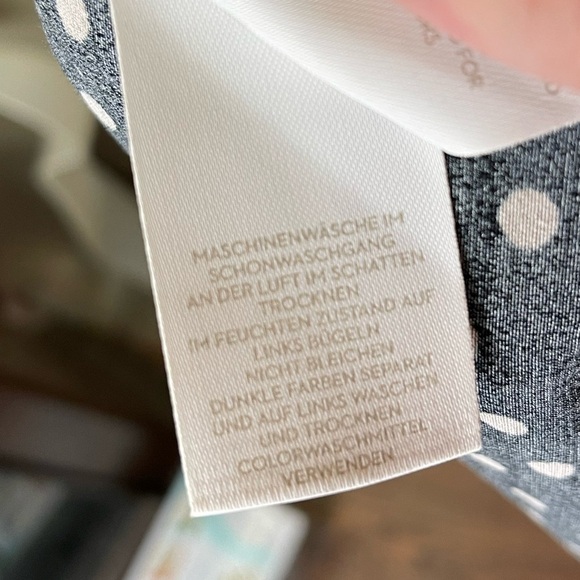 MASCHINENWÄSCHE IM
SCHONWASCHGANG
AN DER LUFT IM SCHATTEN
TROCKNEN
IM FEUCHTEN ZUSTAND AUF
LINKS BÜGELN
NICHT BLEICHEN
DUNKLE FARBEN SEPARAT
UND AUF LINKS WASCHEN
UND TROCKNEN
COLORWASCHMITTEL
VERWENDEN